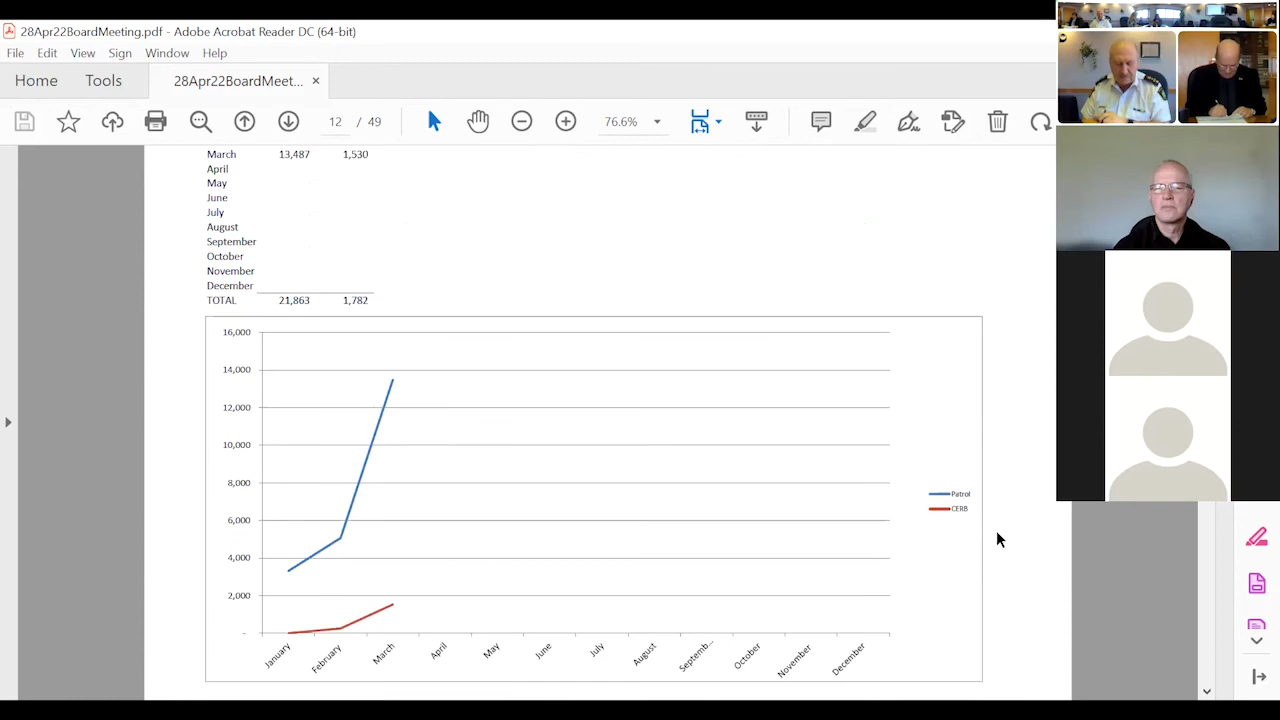 28Apr22BoardMeeting.pdf - Adobe Acrobat Reader DC (64-bit)
File Edit View Sign Window Help
Home Tools 28Apr22BoardMeet... ×
12 / 49 76.6%
March 13,487 1,530
April
May
June
July
August
September
October
November
December
TOTAL 21,863 1,782
16,000
14,000
12,000
10,000
8,000
6,000
4,000
2,000
-
Patrol
CERB
January February March April May June July August Septemb... October November December